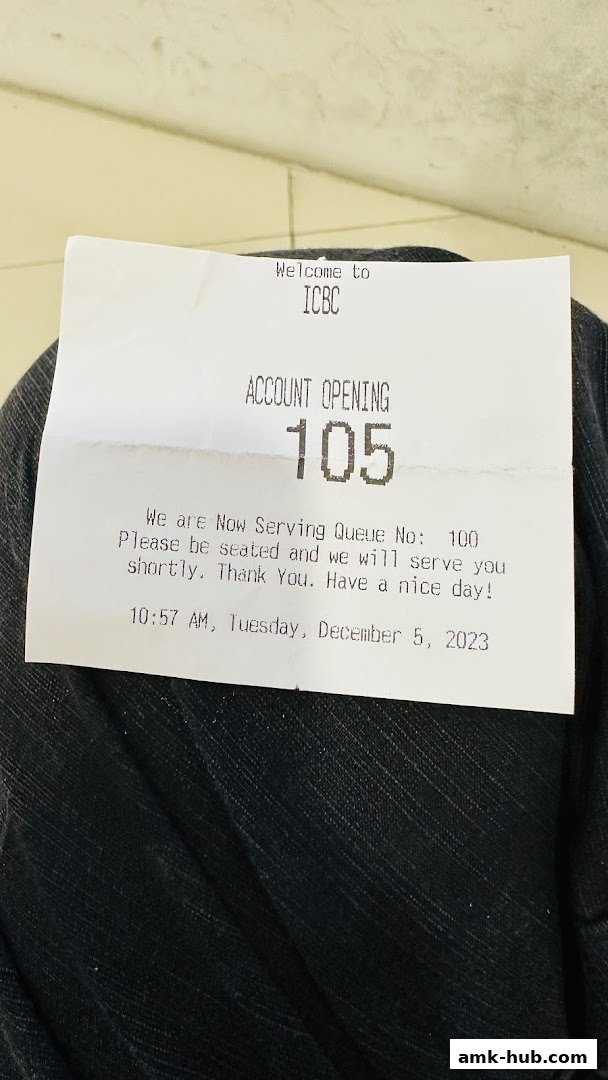 Welcome to
ICBC
ACCOUNT OPENING
105
We are Now Serving Queue No: 100
Please be seated and we will serve you
shortly. Thank You. Have a nice day!
10:57 AM, Tuesday, December 5, 2023
amk-hub.com